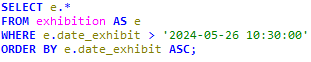 SELECT e.*
FROM exhibition AS e
WHERE e.date_exhibit > '2024-05-26 10:30:00'
ORDER BY e.date_exhibit ASC;